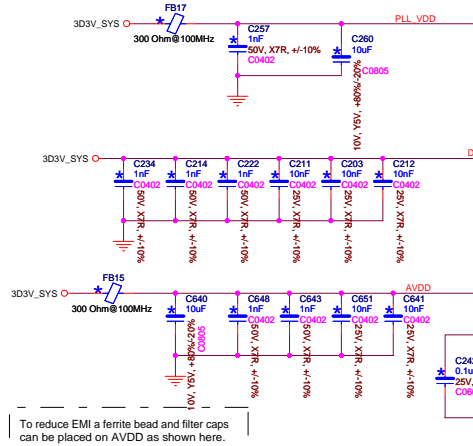 FB17
3D3V_SYS
300 Ohm@100MHz
PLL_VDD
C257
1nF
50V, X7R, +/-10%
C0402
C260
10uF
C0805
10V, Y5V, +80%/-20%
3D3V_SYS
D
C234
1nF
C0402
50V, X7R, +/-10%
C214
1nF
C0402
50V, X7R, +/-10%
C222
1nF
C0402
50V, X7R, +/-10%
C211
10nF
C0402
25V, X7R, +/-10%
C203
10nF
C0402
25V, X7R, +/-10%
C212
10nF
C0402
25V, X7R, +/-10%
FB15
3D3V_SYS
300 Ohm@100MHz
AVDD
C640
10uF
C0805
10V, Y5V, +80%/-20%
C648
1nF
C0402
50V, X7R, +/-10%
C643
1nF
C0402
50V, X7R, +/-10%
C651
10nF
C0402
25V, X7R, +/-10%
C641
10nF
C0402
25V, X7R, +/-10%
C242
0.1u
25V,
C060
To reduce EMI a ferrite bead and filter caps
can be placed on AVDD as shown here.